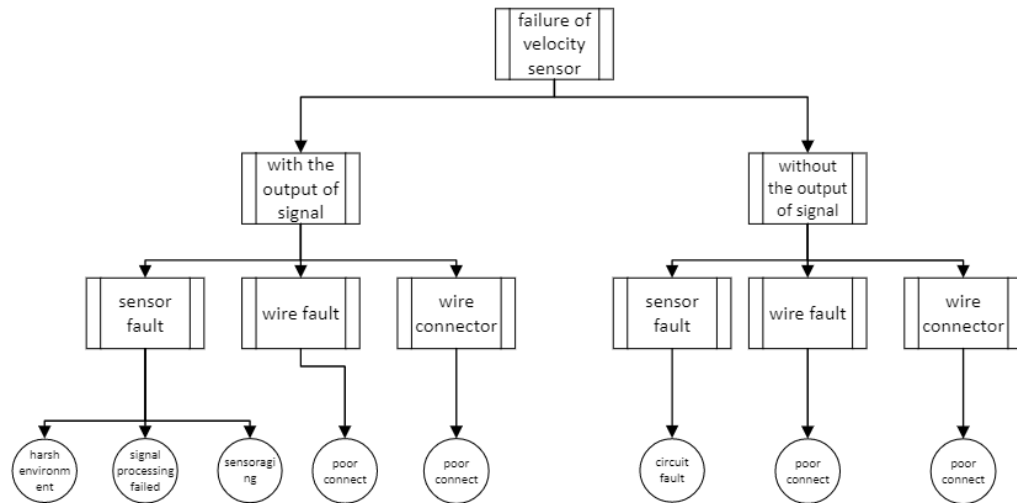 failure of
velocity
sensor
with the
output of
signal
without
the output
of signal
sensor
fault
wire fault
wire
connector
sensor
fault
wire fault
wire
connector
harsh
environm
ent
signal
processing
failed
sensoragi
ng
poor
connect
poor
connect
circuit
fault
poor
connect
poor
connect